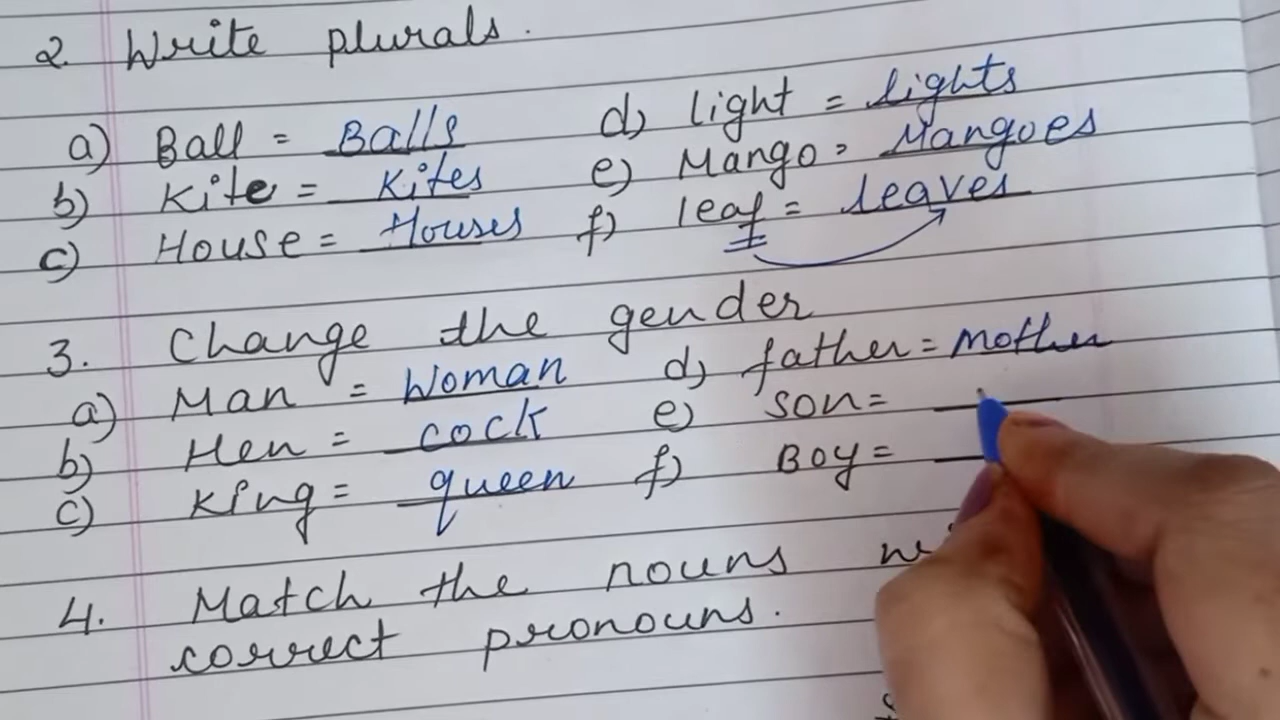 2. Write plurals.
a) Ball = Balls
d) light = lights
b) Kite = Kites
e) Mango = Mangoes
c) House = Houses
f) leaf = leaves
3. Change the gender
a) Man = Woman
d) father = mother
b) Hen = cock
e) son =
c) King = queen
f) Boy =
4. Match the nouns
correct pronouns.